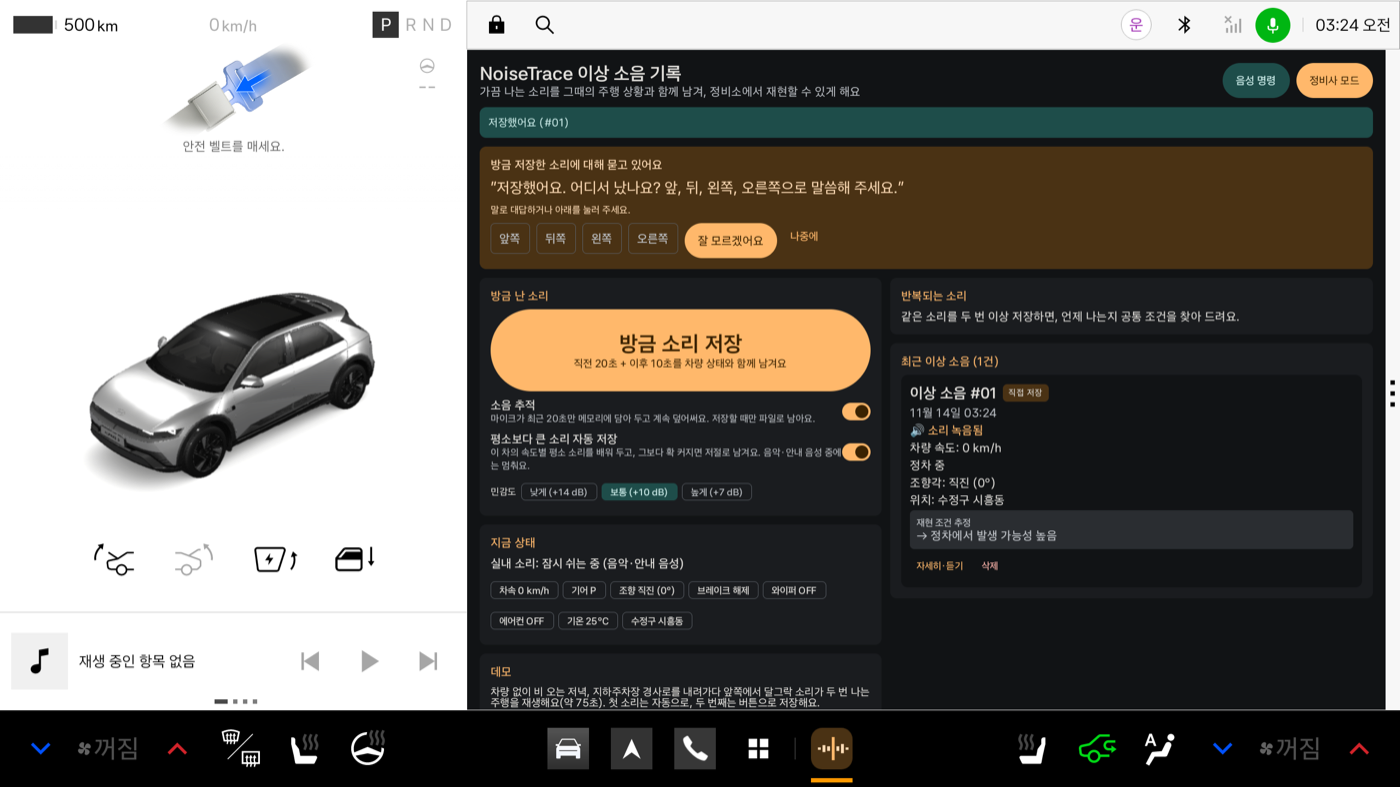 500km
0km/h
P R N D
안전 벨트를 매세요.
재생 중인 항목 없음
운
03:24 오전
NoiseTrace 이상 소음 기록
가끔 나는 소리를 그때의 주행 상황과 함께 남겨, 정비소에서 재현할 수 있게 해요
음성 명령
정비사 모드
저장했어요 (#01)
방금 저장한 소리에 대해 묻고 있어요
"저장했어요. 어디서 났나요? 앞, 뒤, 왼쪽, 오른쪽으로 말씀해 주세요."
말로 대답하거나 아래를 눌러 주세요.
앞쪽
뒤쪽
왼쪽
오른쪽
잘 모르겠어요
나중에
방금 난 소리
방금 소리 저장
직전 20초 + 이후 10초를 차량 상태와 함께 남겨요
소음 추적
마이크가 최근 20초만 메모리에 담아 두고 계속 덮어써요. 저장할 때만 파일로 남아요.
평소보다 큰 소리 자동 저장
이 차의 속도별 평소 소리를 배워 두고, 그보다 확 커지면 저절로 남겨요. 음악·안내 음성 중에
는 멈춰요.
민감도
낮게 (+14 dB)
보통 (+10 dB)
높게 (+7 dB)
지금 상태
실내 소리: 잠시 쉬는 중 (음악·안내 음성)
차속 0 km/h
기어 P
조향 직진 (0°)
브레이크 해제
와이퍼 OFF
에어컨 OFF
기온 25°C
수정구 시흥동
데모
차량 없이 비 오는 저녁, 지하주차장 경사로를 내려가다 앞쪽에서 달그락 소리가 두 번 나는
주행을 재생해요(약 75초). 첫 소리는 자동으로, 두 번째는 버튼으로 저장해요.
반복되는 소리
같은 소리를 두 번 이상 저장하면, 언제 나는지 공통 조건을 찾아 드려요.
최근 이상 소음 (1건)
이상 소음 #01
직접 저장
11월 14일 03:24
소리 녹음됨
차량 속도: 0 km/h
정차 중
조향각: 직진 (0°)
위치: 수정구 시흥동
재현 조건 추정
→ 정차에서 발생 가능성 높음
자세히·듣기
삭제
꺼짐
A
꺼짐